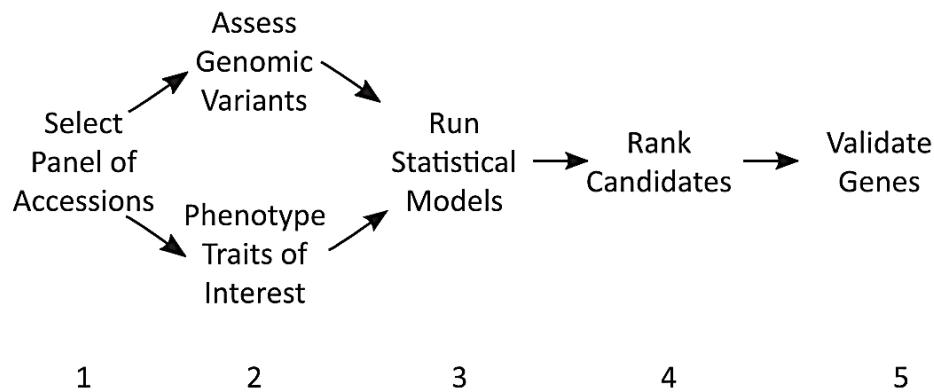 Select
Panel of
Accessions
Assess
Genomic
Variants
Phenotype
Traits of
Interest
Run
Statistical
Models
Rank
Candidates
Validate
Genes
1 2 3 4 5